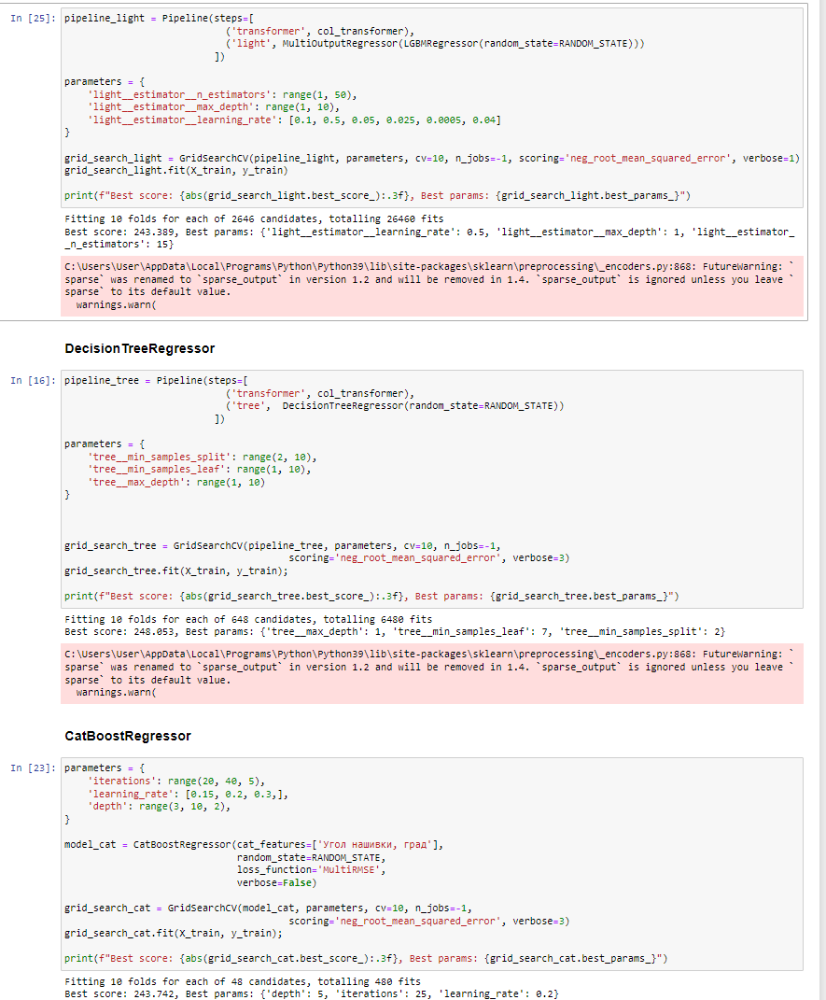 In [25]: pipeline_light = Pipeline(steps=[
('transformer', col_transformer),
('light', MultiOutputRegressor(LGBMRegressor(random_state=RANDOM_STATE)))
])
parameters = {
'light__estimator__n_estimators': range(1, 50),
'light__estimator__max_depth': range(1, 10),
'light__estimator__learning_rate': [0.1, 0.5, 0.05, 0.025, 0.0005, 0.04]
}
grid_search_light = GridSearchCV(pipeline_light, parameters, cv=10, n_jobs=-1, scoring='neg_root_mean_squared_error', verbose=1)
grid_search_light.fit(X_train, y_train)
print(f"Best score: {abs(grid_search_light.best_score_):.3f}, Best params: {grid_search_light.best_params_}")
Fitting 10 folds for each of 2646 candidates, totalling 26460 fits
Best score: 243.389, Best params: {'light__estimator__learning_rate': 0.5, 'light__estimator__max_depth': 1, 'light__estimator_
_n_estimators': 15}
C:\Users\User\AppData\Local\Programs\Python\Python39\lib\site-packages\sklearn\preprocessing\_encoders.py:868: FutureWarning: `
sparse` was renamed to `sparse_output` in version 1.2 and will be removed in 1.4. `sparse_output` is ignored unless you leave `
sparse` to its default value.
warnings.warn(
DecisionTreeRegressor
In [16]: pipeline_tree = Pipeline(steps=[
('transformer', col_transformer),
('tree',  DecisionTreeRegressor(random_state=RANDOM_STATE))
])
parameters = {
'tree__min_samples_split': range(2, 10),
'tree__min_samples_leaf': range(1, 10),
'tree__max_depth': range(1, 10)
}
grid_search_tree = GridSearchCV(pipeline_tree, parameters, cv=10, n_jobs=-1,
scoring='neg_root_mean_squared_error', verbose=3)
grid_search_tree.fit(X_train, y_train);
print(f"Best score: {abs(grid_search_tree.best_score_):.3f}, Best params: {grid_search_tree.best_params_}")
Fitting 10 folds for each of 648 candidates, totalling 6480 fits
Best score: 248.053, Best params: {'tree__max_depth': 1, 'tree__min_samples_leaf': 7, 'tree__min_samples_split': 2}
C:\Users\User\AppData\Local\Programs\Python\Python39\lib\site-packages\sklearn\preprocessing\_encoders.py:868: FutureWarning: `
sparse` was renamed to `sparse_output` in version 1.2 and will be removed in 1.4. `sparse_output` is ignored unless you leave `
sparse` to its default value.
warnings.warn(
CatBoostRegressor
In [23]: parameters = {
'iterations': range(20, 40, 5),
'learning_rate': [0.15, 0.2, 0.3,],
'depth': range(3, 10, 2),
}
model_cat = CatBoostRegressor(cat_features=['Угол нашивки, град'],
random_state=RANDOM_STATE,
loss_function='MultiRMSE',
verbose=False)
grid_search_cat = GridSearchCV(model_cat, parameters, cv=10, n_jobs=-1,
scoring='neg_root_mean_squared_error', verbose=3)
grid_search_cat.fit(X_train, y_train);
print(f"Best score: {abs(grid_search_cat.best_score_):.3f}, Best params: {grid_search_cat.best_params_}")
Fitting 10 folds for each of 48 candidates, totalling 480 fits
Best score: 243.742, Best params: {'depth': 5, 'iterations': 25, 'learning_rate': 0.2}